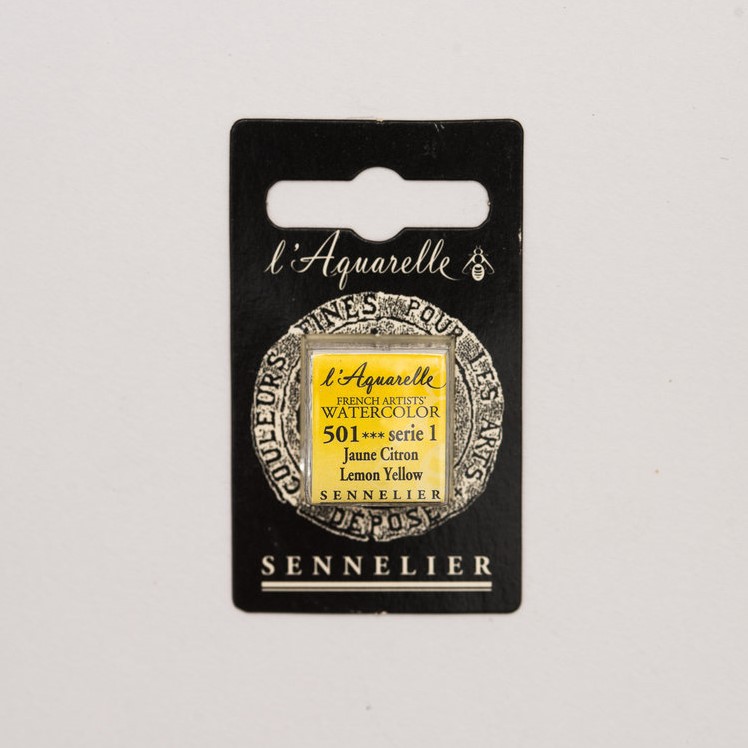 l'Aquarelle
COULEURS FINES POUR LES ARTS
l'Aquarelle
FRENCH ARTISTS'
WATERCOLOR
501*** serie 1
Jaune Citron
Lemon Yellow
SENNELIER
DÉPOSÉ
SENNELIER